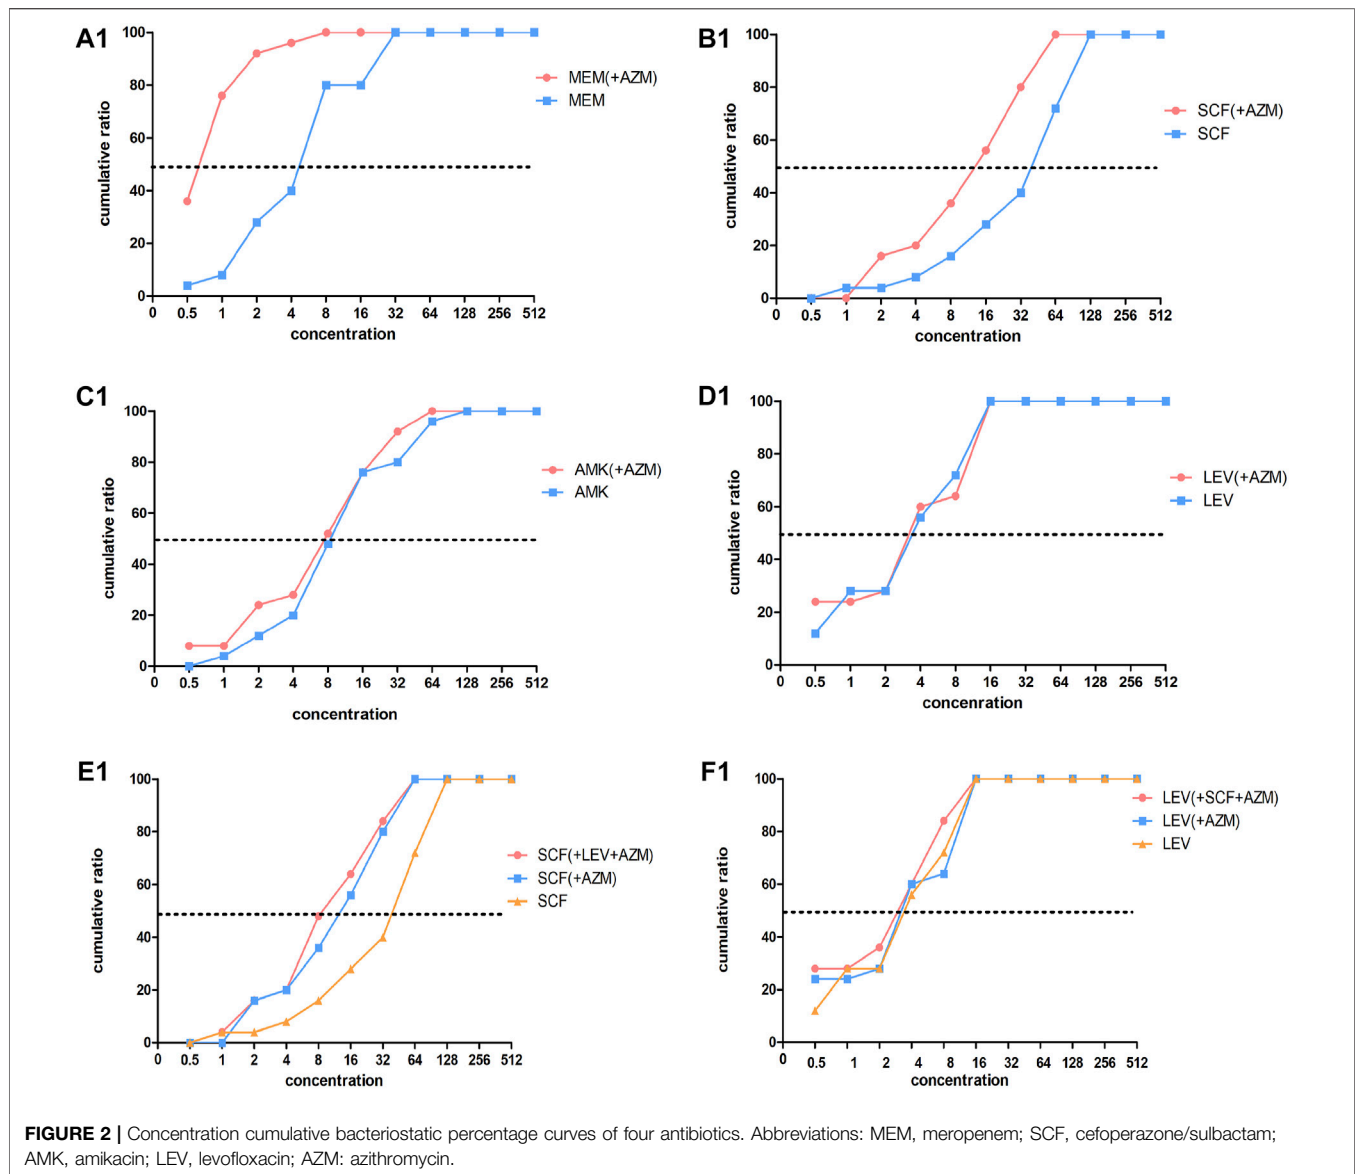 A1
100
80
60
40
20
0
cumulative ratio
0 0.5 1 2 4 8 16 32 64 128 256 512
concentration
MEM(+AZM)
MEM
B1
100
80
60
40
20
0
cumulative ratio
0 0.5 1 2 4 8 16 32 64 128 256 512
concentration
SCF(+AZM)
SCF
C1
100
80
60
40
20
0
cumulative ratio
0 0.5 1 2 4 8 16 32 64 128 256 512
concentration
AMK(+AZM)
AMK
D1
100
80
60
40
20
0
cumulative ratio
0 0.5 1 2 4 8 16 32 64 128 256 512
concenration
LEV(+AZM)
LEV
E1
100
80
60
40
20
0
cumulative ratio
0 0.5 1 2 4 8 16 32 64 128 256 512
concentration
SCF(+LEV+AZM)
SCF(+AZM)
SCF
F1
100
80
60
40
20
0
cumulative ratio
0 0.5 1 2 4 8 16 32 64 128 256 512
concentration
LEV(+SCF+AZM)
LEV(+AZM)
LEV
FIGURE 2 | Concentration cumulative bacteriostatic percentage curves of four antibiotics. Abbreviations: MEM, meropenem; SCF, cefoperazone/sulbactam;
AMK, amikacin; LEV, levofloxacin; AZM: azithromycin.